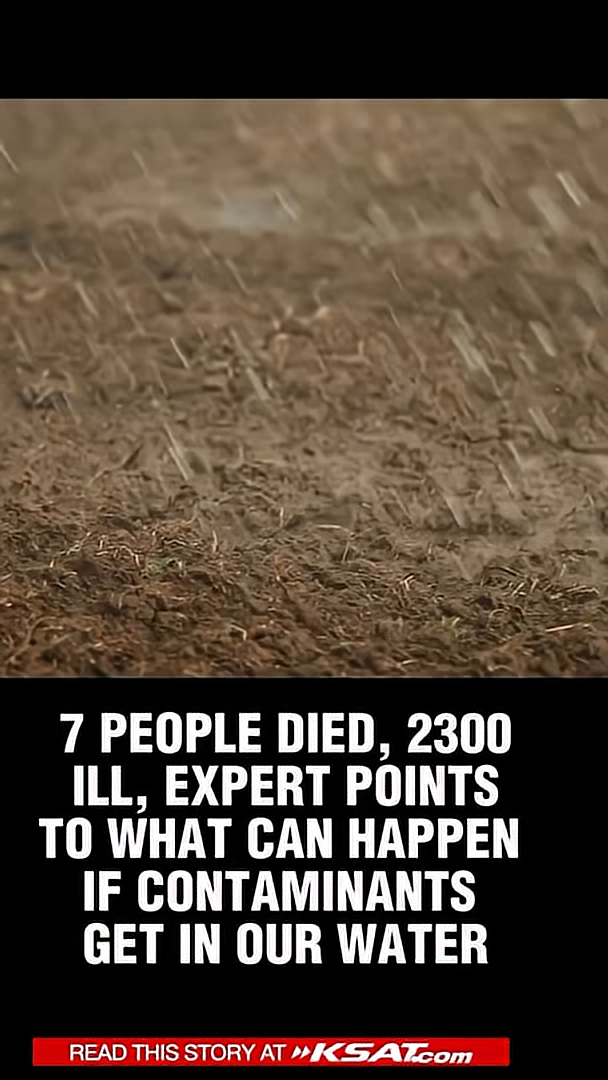 7 PEOPLE DIED, 2300
ILL, EXPERT POINTS
TO WHAT CAN HAPPEN
IF CONTAMINANTS
GET IN OUR WATER
READ THIS STORY AT »KSAT.com